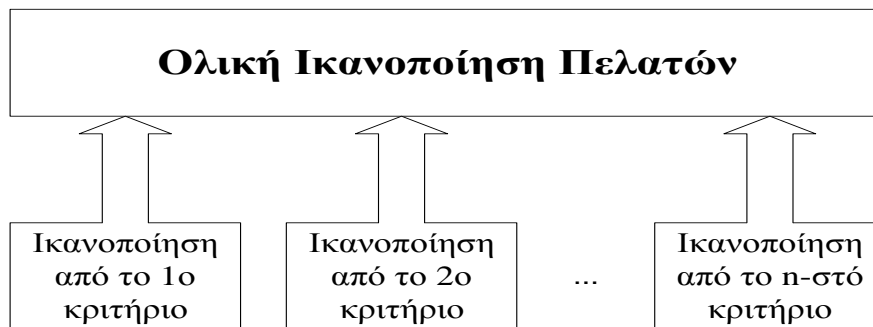 Ολική Ικανοποίηση Πελατών
Ικανοποίηση
από το 1ο
κριτήριο
Ικανοποίηση
από το 2ο
κριτήριο
...
Ικανοποίηση
από το n-στό
κριτήριο